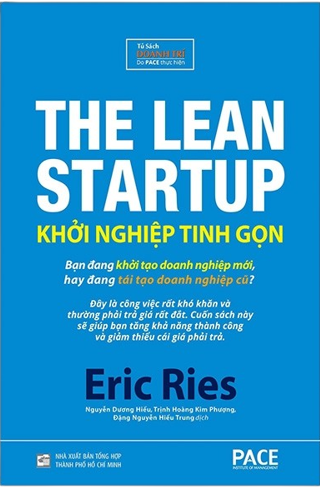 Tủ Sách
DOANH TRÍ
Do PACE thực hiện
THE LEAN
STARTUP
KHỞI NGHIỆP TINH GỌN
Bạn đang khởi tạo doanh nghiệp mới,
hay đang tái tạo doanh nghiệp cũ?
Đây là công việc rất khó khăn và
thường phải trả giá rất đắt. Cuốn sách này
sẽ giúp bạn tăng khả năng thành công
và giảm thiểu cái giá phải trả.
Eric Ries
Nguyễn Dương Hiếu, Trịnh Hoàng Kim Phượng,
Đặng Nguyễn Hiếu Trung dịch
NHÀ XUẤT BẢN TỔNG HỢP
THÀNH PHỐ HỒ CHÍ MINH
PACE
INSTITUTE OF MANAGEMENT